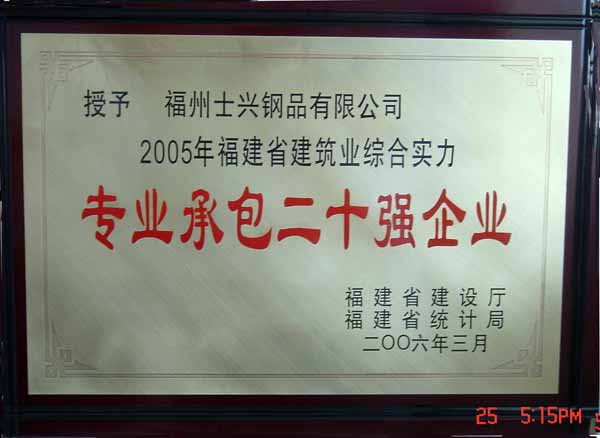 授予 福州士兴钢品有限公司
2005年福建省建筑业综合实力
专业承包二十强企业
福建省建设厅
福建省统计局
二〇〇六年三月
25 5:15PM